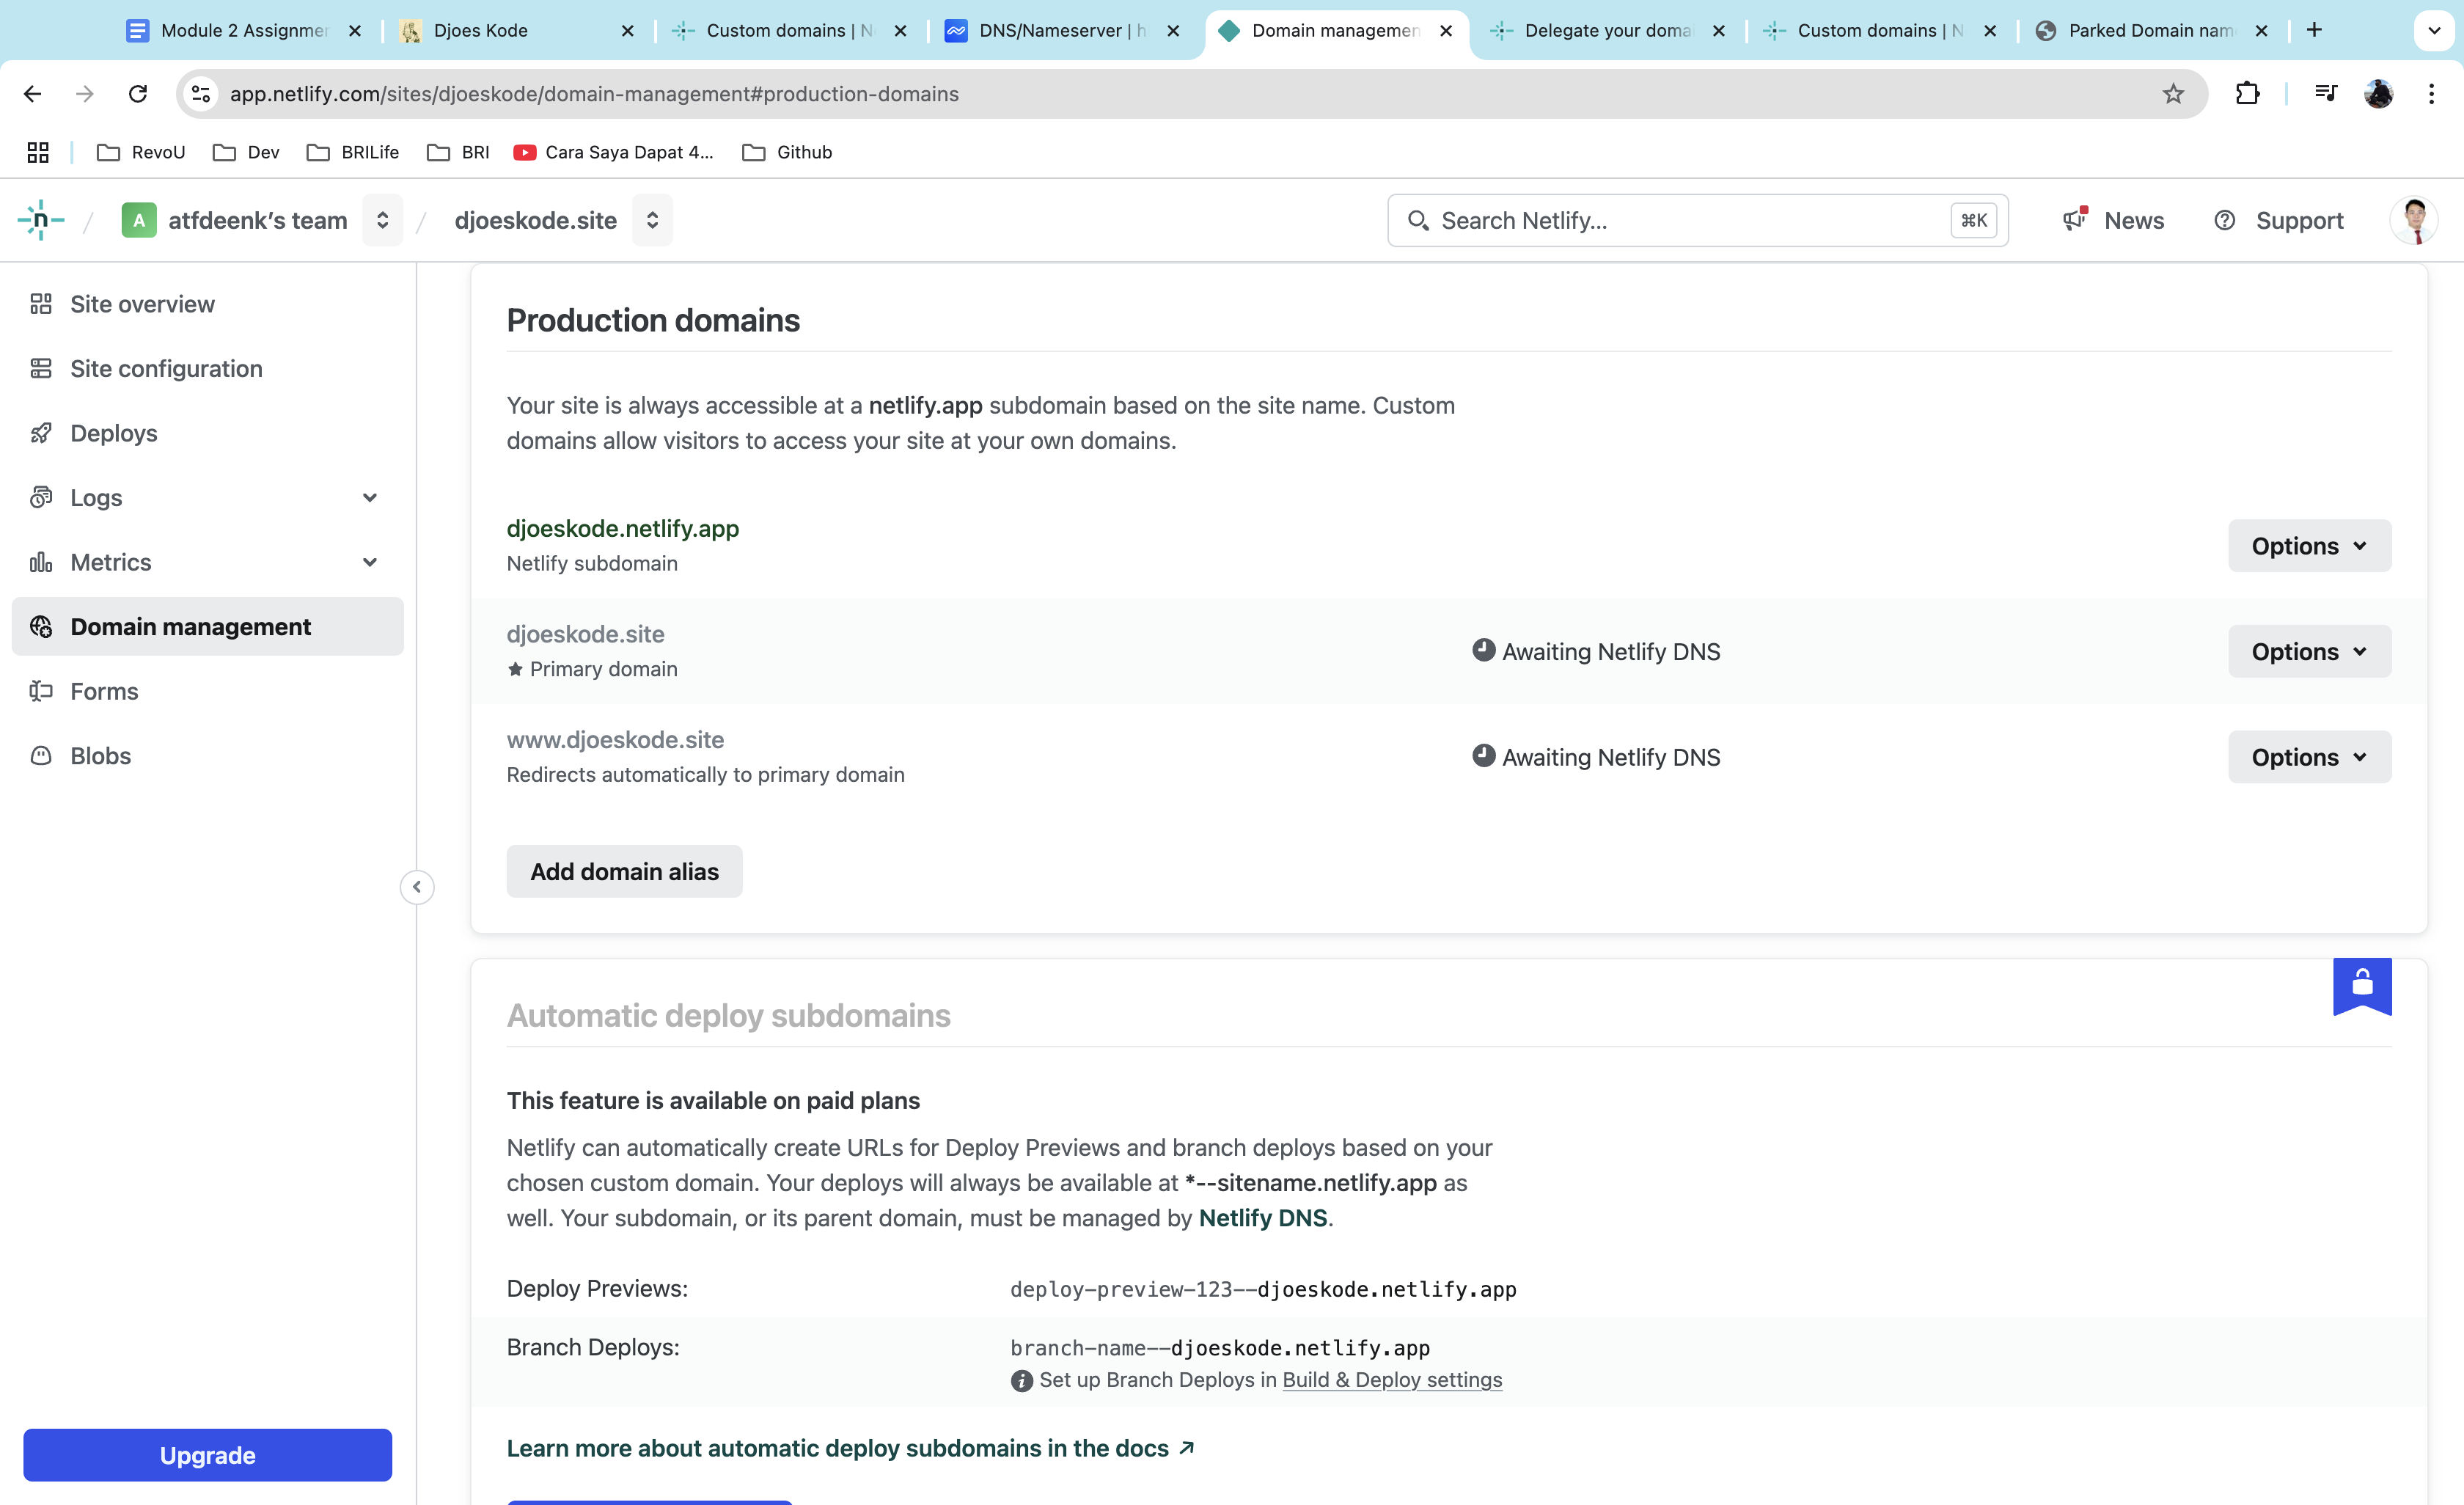 Module 2 Assignmen
Djoes Kode
Custom domains | N
DNS/Nameserver | h
Domain managemen
Delegate your doma
Custom domains | N
Parked Domain nam
app.netlify.com/sites/djoeskode/domain-management#production-domains
RevoU
Dev
BRILife
BRI
Cara Saya Dapat 4...
Github
n
/
A
atfdeenk’s team
/
djoeskode.site
Search Netlify...
⌘K
News
Support
Site overview
Site configuration
Deploys
Logs
Metrics
Domain management
Forms
Blobs
Upgrade
Production domains
Your site is always accessible at a netlify.app subdomain based on the site name. Custom
domains allow visitors to access your site at your own domains.
djoeskode.netlify.app
Netlify subdomain
Options
djoeskode.site
Primary domain
Awaiting Netlify DNS
Options
www.djoeskode.site
Redirects automatically to primary domain
Awaiting Netlify DNS
Options
Add domain alias
Automatic deploy subdomains
This feature is available on paid plans
Netlify can automatically create URLs for Deploy Previews and branch deploys based on your
chosen custom domain. Your deploys will always be available at *--sitename.netlify.app as
well. Your subdomain, or its parent domain, must be managed by Netlify DNS.
Deploy Previews:
deploy-preview-123--djoeskode.netlify.app
Branch Deploys:
branch-name--djoeskode.netlify.app
Set up Branch Deploys in Build & Deploy settings
Learn more about automatic deploy subdomains in the docs ↗